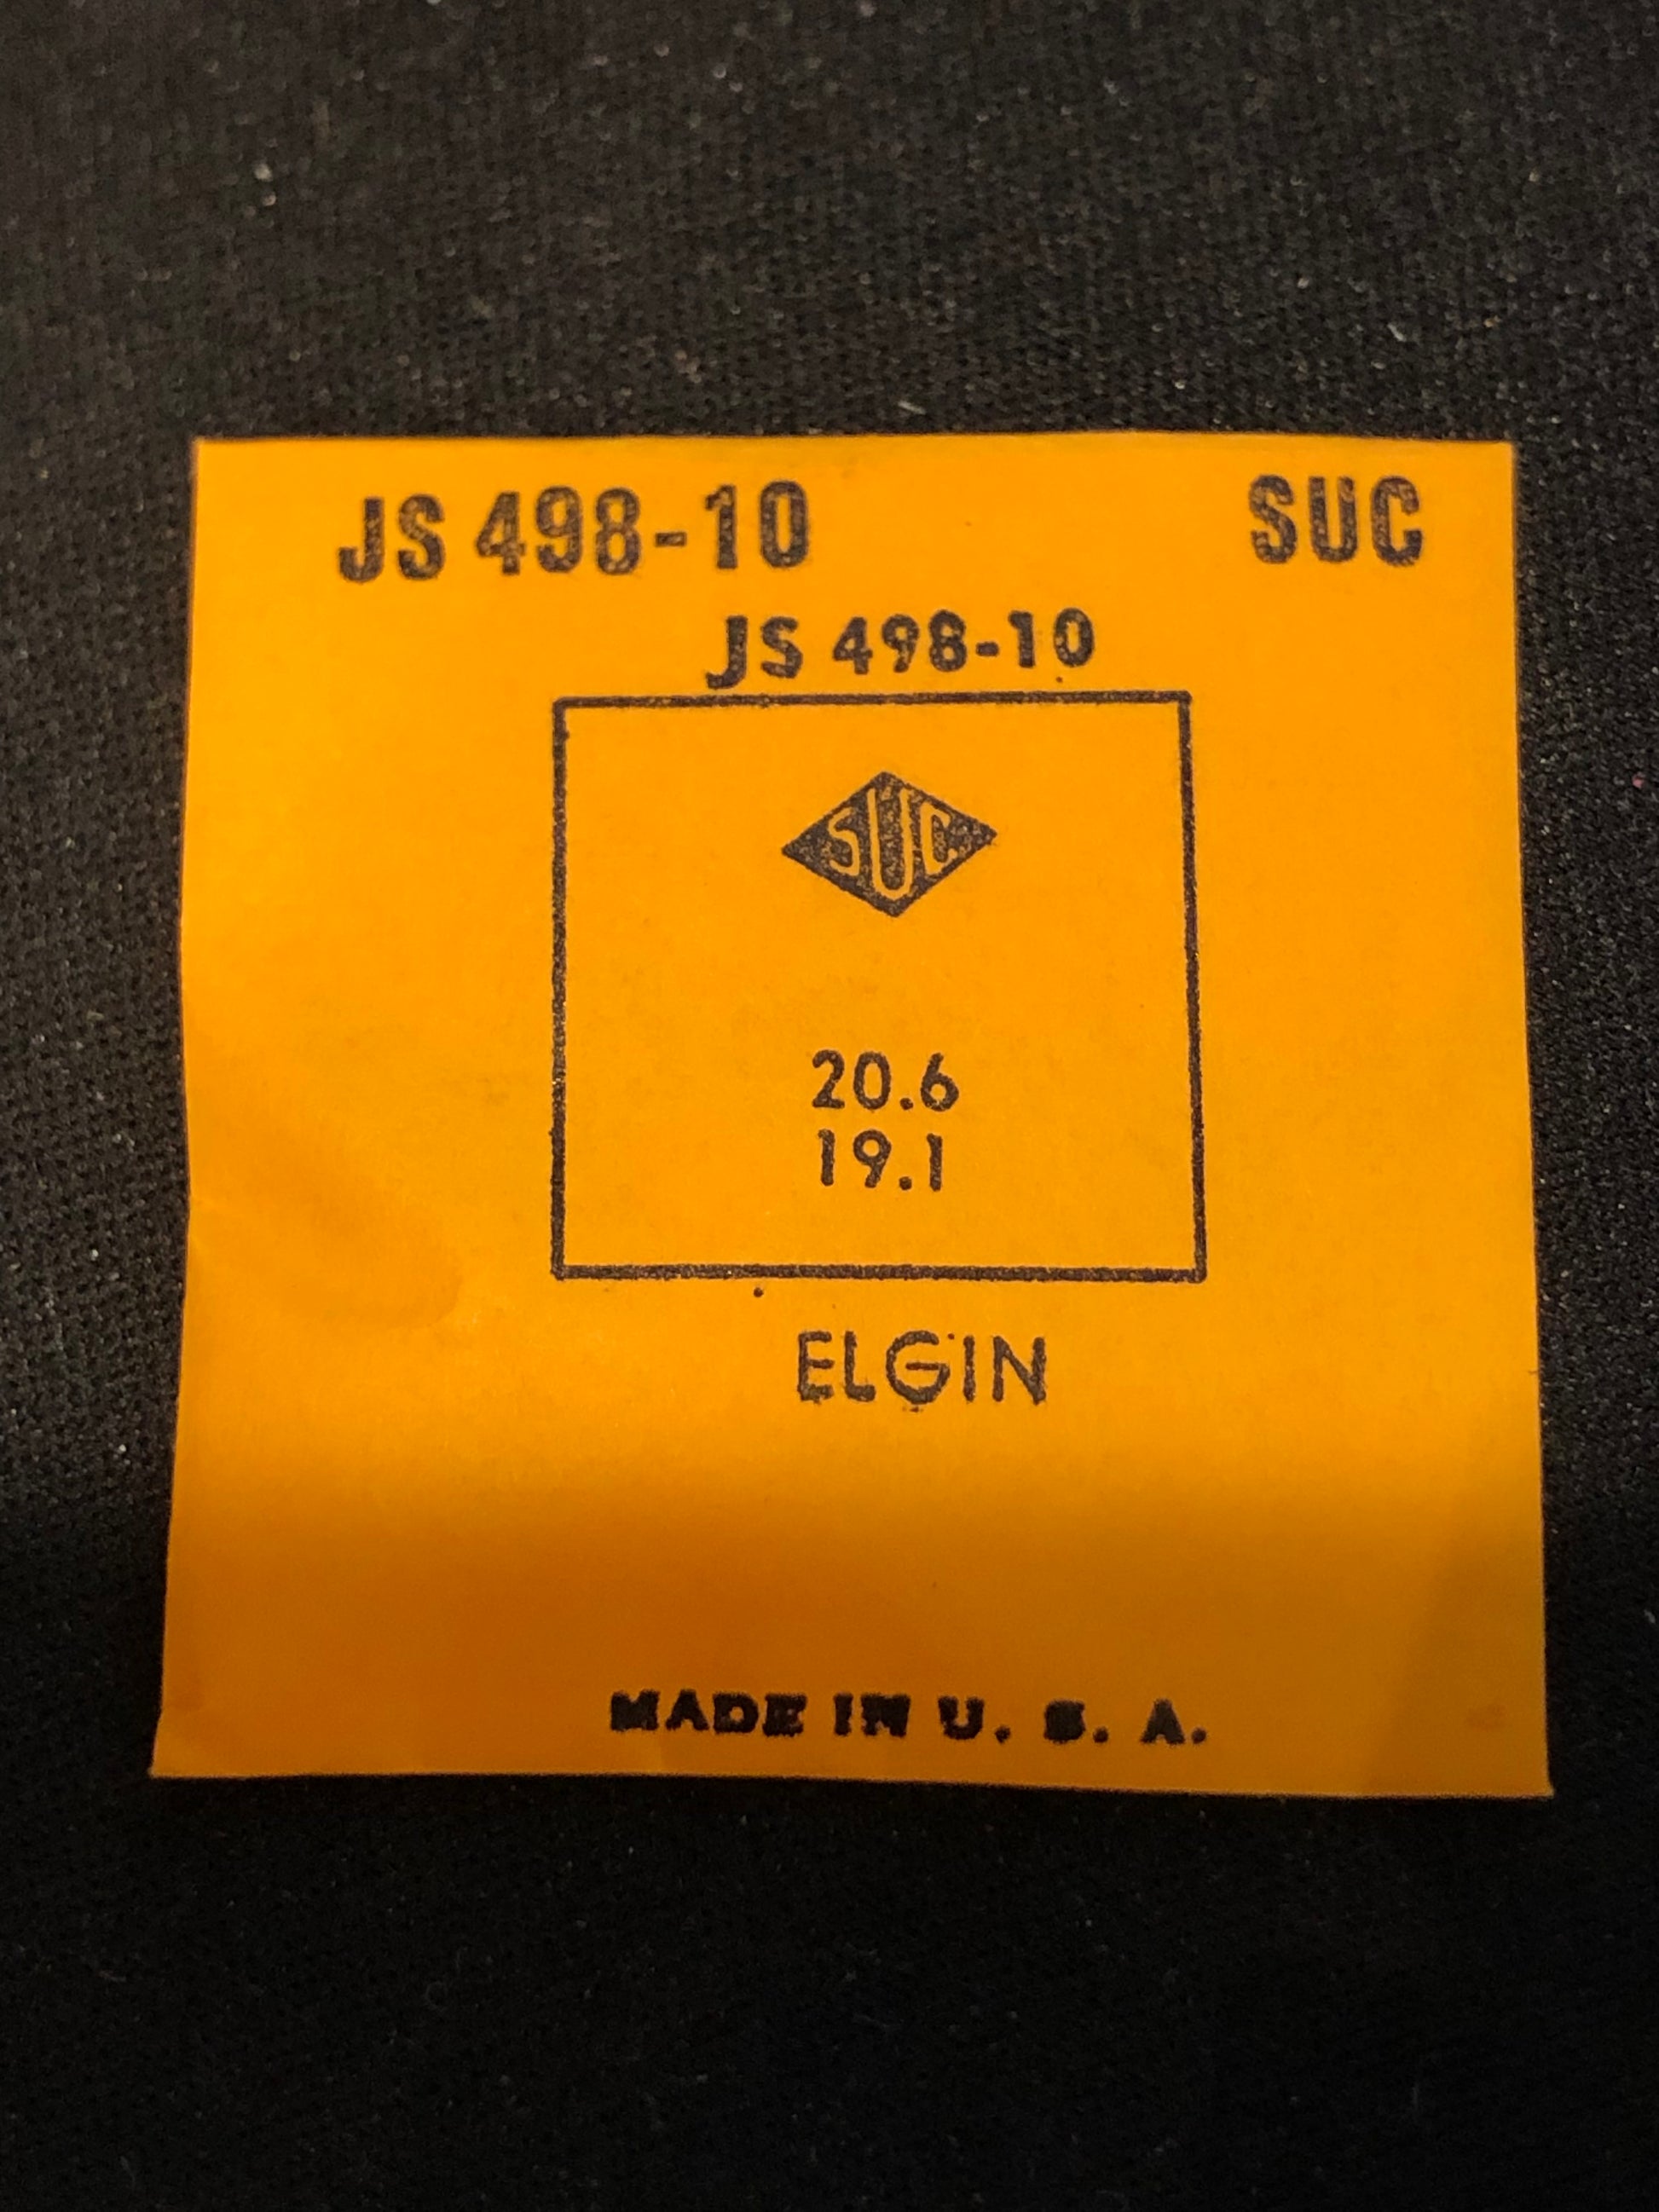 JS 498-10 SUC
JS 498-10
SUC
20.6
19.1
ELGIN
MADE IN U. S. A.